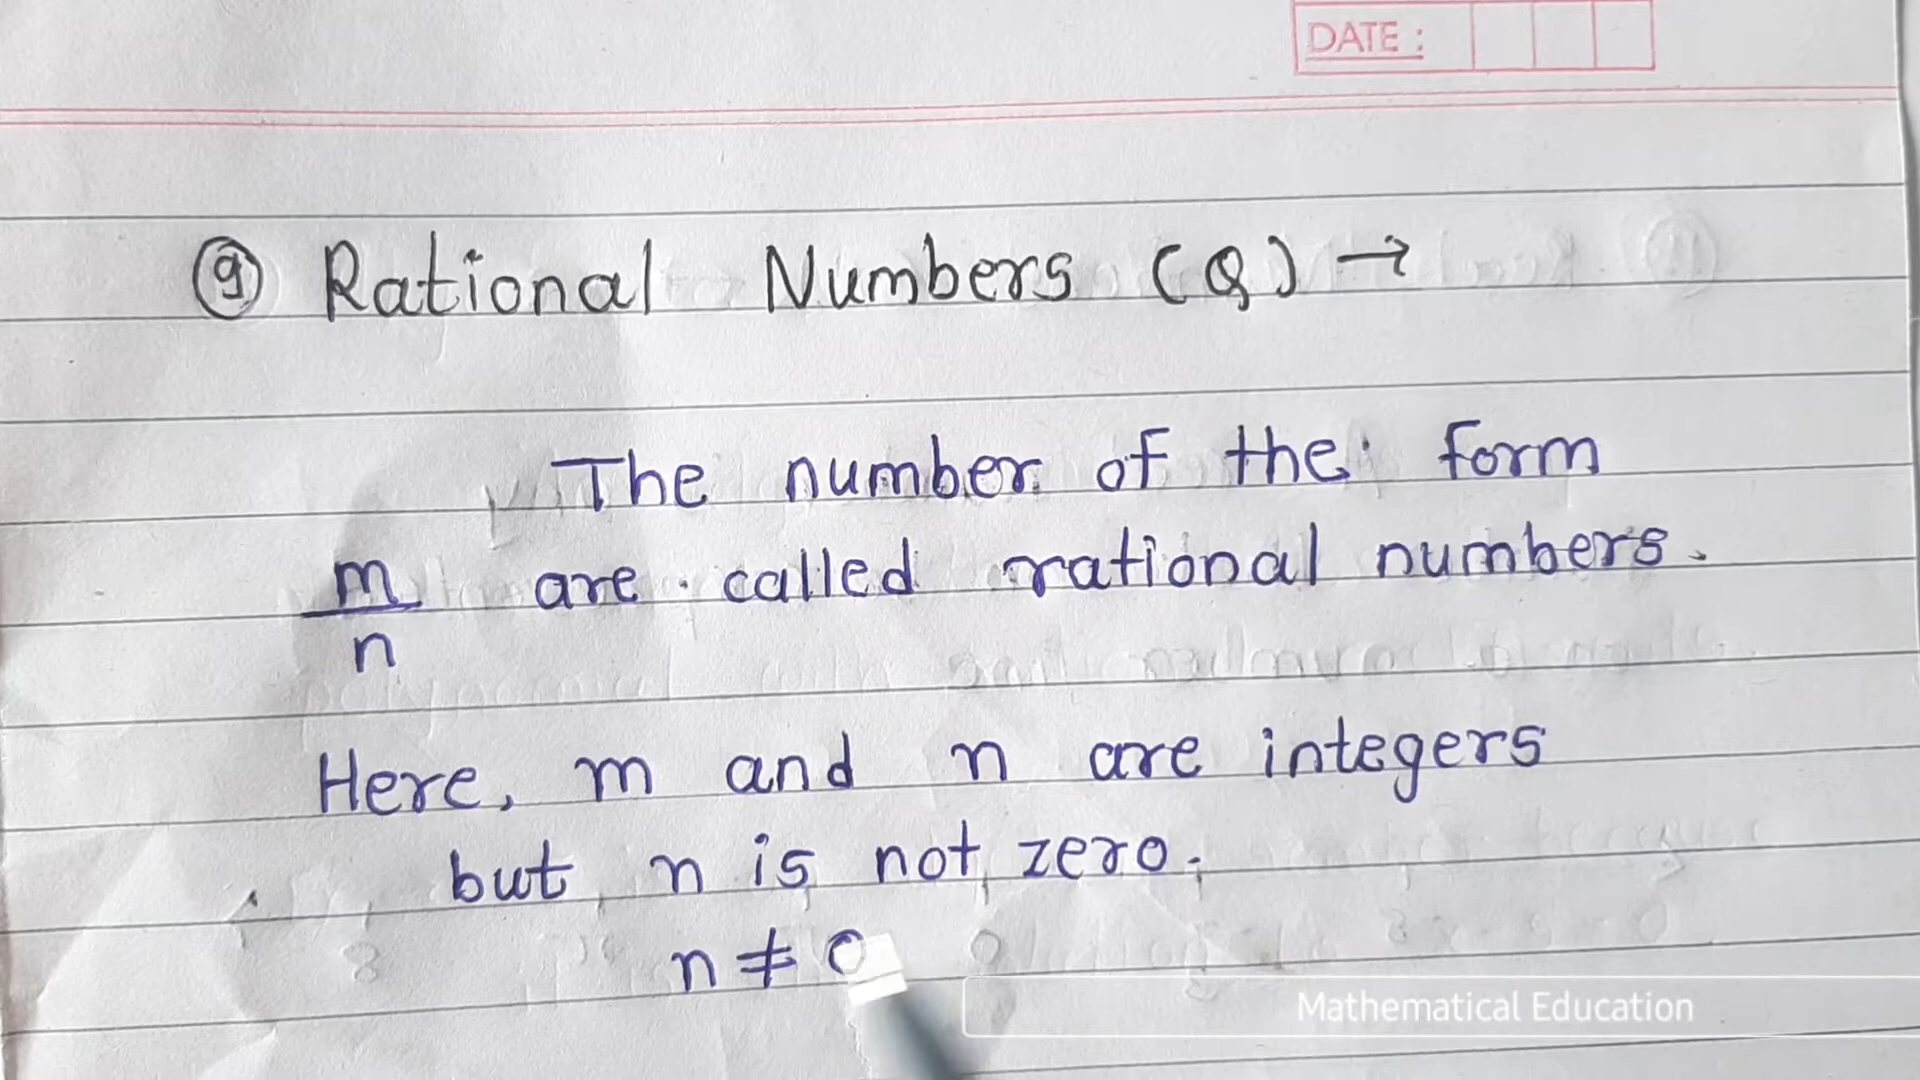 DATE :
⑨ Rational Numbers (Q) →
The number of the form
m/n are called rational numbers.
Here, m and n are integers
but n is not zero.
n ≠ 0
Mathematical Education